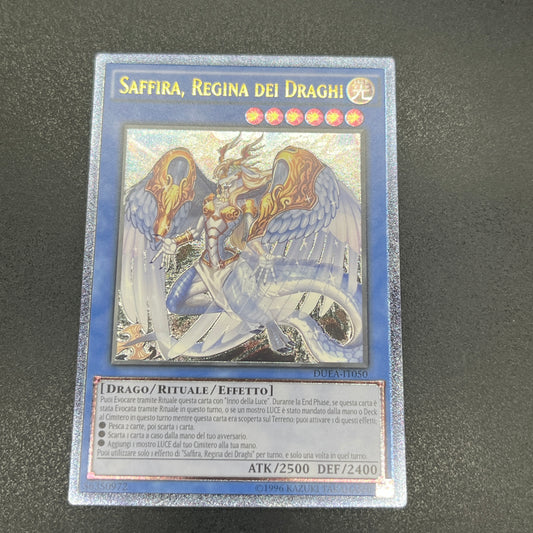 SAFFIRA, REGINA DEI DRAGHI
光
DUEA-IT050
[DRAGO/RITUALE/EFFETTO]
Puoi Evocare tramite Rituale questa carta con "Inno della Luce". Durante la End Phase, se questa carta è
stata Evocata tramite Rituale in questo turno, o se un mostro LUCE è stato mandato dalla mano o Deck
al Cimitero in questo turno mentre questa carta era scoperta sul Terreno: puoi attivare 1 di questi effetti;
● Pesca 2 carte, poi scarta 1 carta.
● Scarta 1 carta a caso dalla mano del tuo avversario.
● Aggiungi 1 mostro LUCE dal tuo Cimitero alla tua mano.
Puoi utilizzare solo 1 effetto di "Saffira, Regina dei Draghi" per turno, e solo una volta in quel turno.
ATK/2500 DEF/2400
©1996 KAZUKI